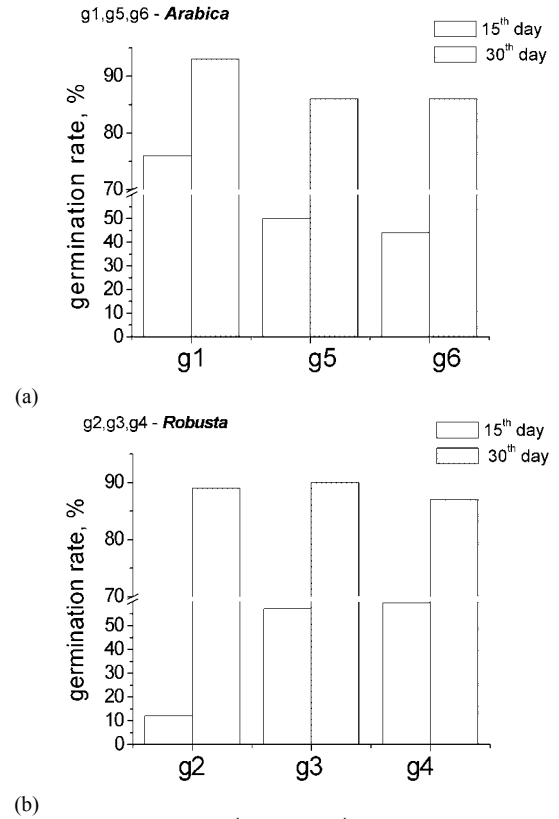 g1,g5,g6 - Arabica
15th day
30th day
germination rate, %
90
80
70
50
40
30
20
10
0
g1
g5
g6
(a)
g2,g3,g4 - Robusta
15th day
30th day
germination rate, %
90
80
70
50
40
30
20
10
0
g2
g3
g4
(b)